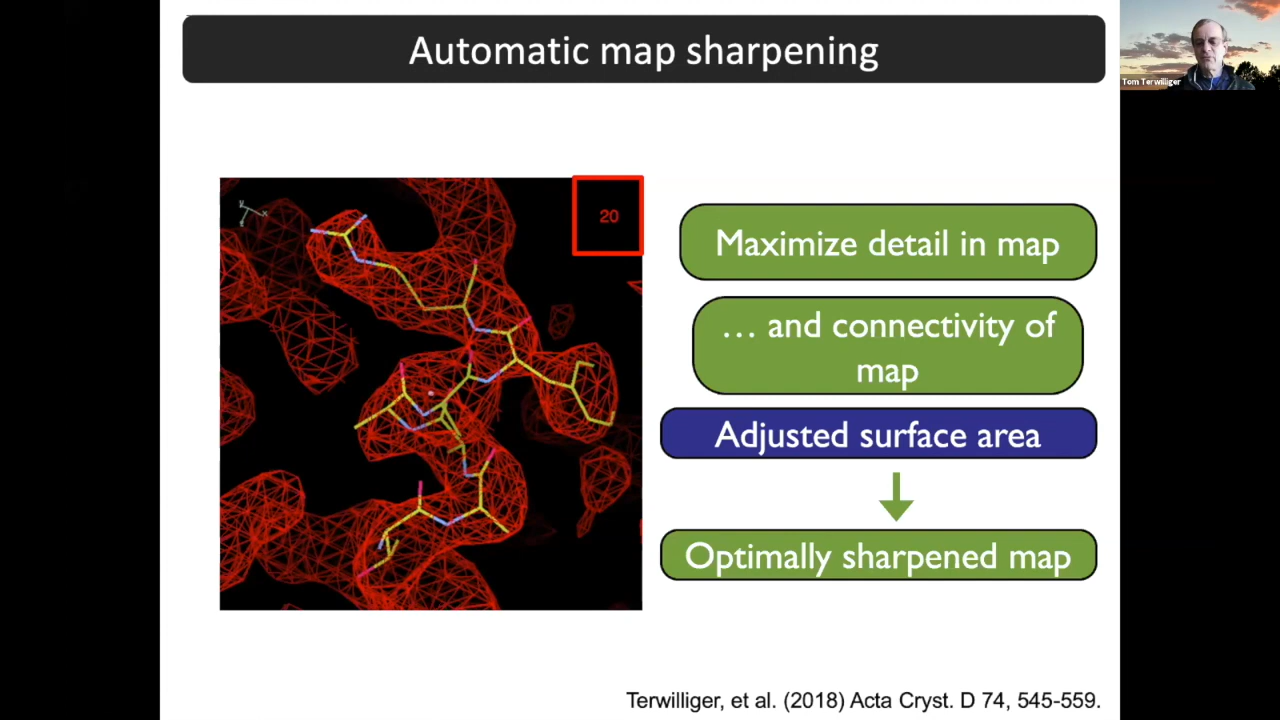 Automatic map sharpening
Tom Terwilliger
20
Maximize detail in map
… and connectivity of
map
Adjusted surface area
Optimally sharpened map
Terwilliger, et al. (2018) Acta Cryst. D 74, 545-559.